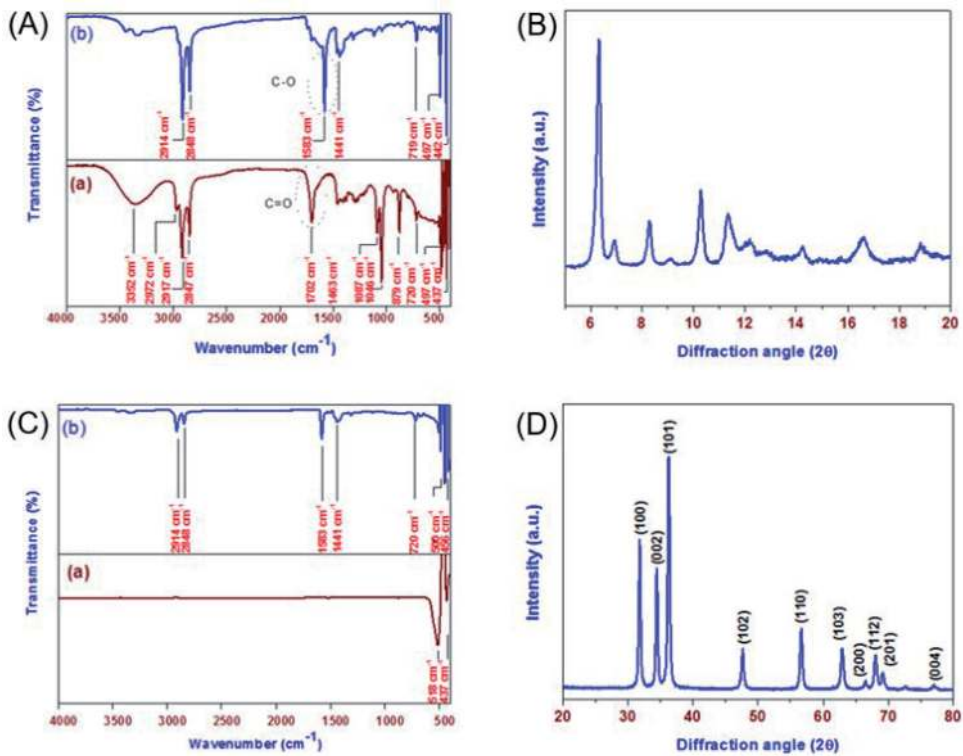 (A)
(b)
C-O
2914 cm-1
2848 cm-1
1583 cm-1
1441 cm-1
719 cm-1
497 cm-1
442 cm-1
(a)
C=O
3352 cm-1
2972 cm-1
2917 cm-1
2847 cm-1
1702 cm-1
1463 cm-1
1087 cm-1
1046 cm-1
879 cm-1
720 cm-1
497 cm-1
437 cm-1
Transmittance (%)
4000 3000 2000 1000 500
Wavenumber (cm-1)
(B)
Intensity (a.u.)
6 8 10 12 14 16 18 20
Diffraction angle (2θ)
(C)
(b)
2914 cm-1
2848 cm-1
1583 cm-1
1441 cm-1
720 cm-1
456 cm-1
(a)
518 cm-1
437 cm-1
Transmittance (%)
4000 3000 2000 1000 500
Wavenumber (cm-1)
(D)
(100)
(002)
(101)
(102)
(110)
(103)
(200)
(112)
(201)
(004)
Intensity (a.u.)
20 30 40 50 60 70 80
Diffraction angle (2θ)